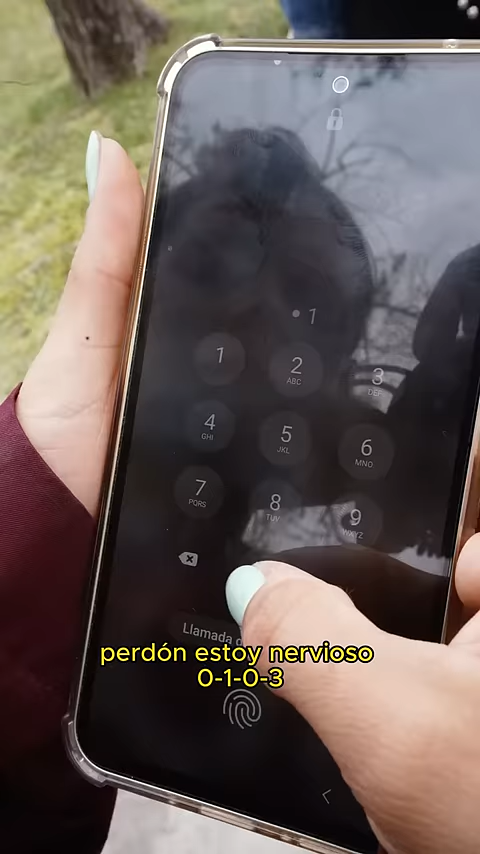 •1
1
2
ABC
3
DEF
4
GHI
5
JKL
6
MNO
7
PQRS
8
TUV
9
WXYZ
Llamada
perdón estoy nervioso
0-1-0-3